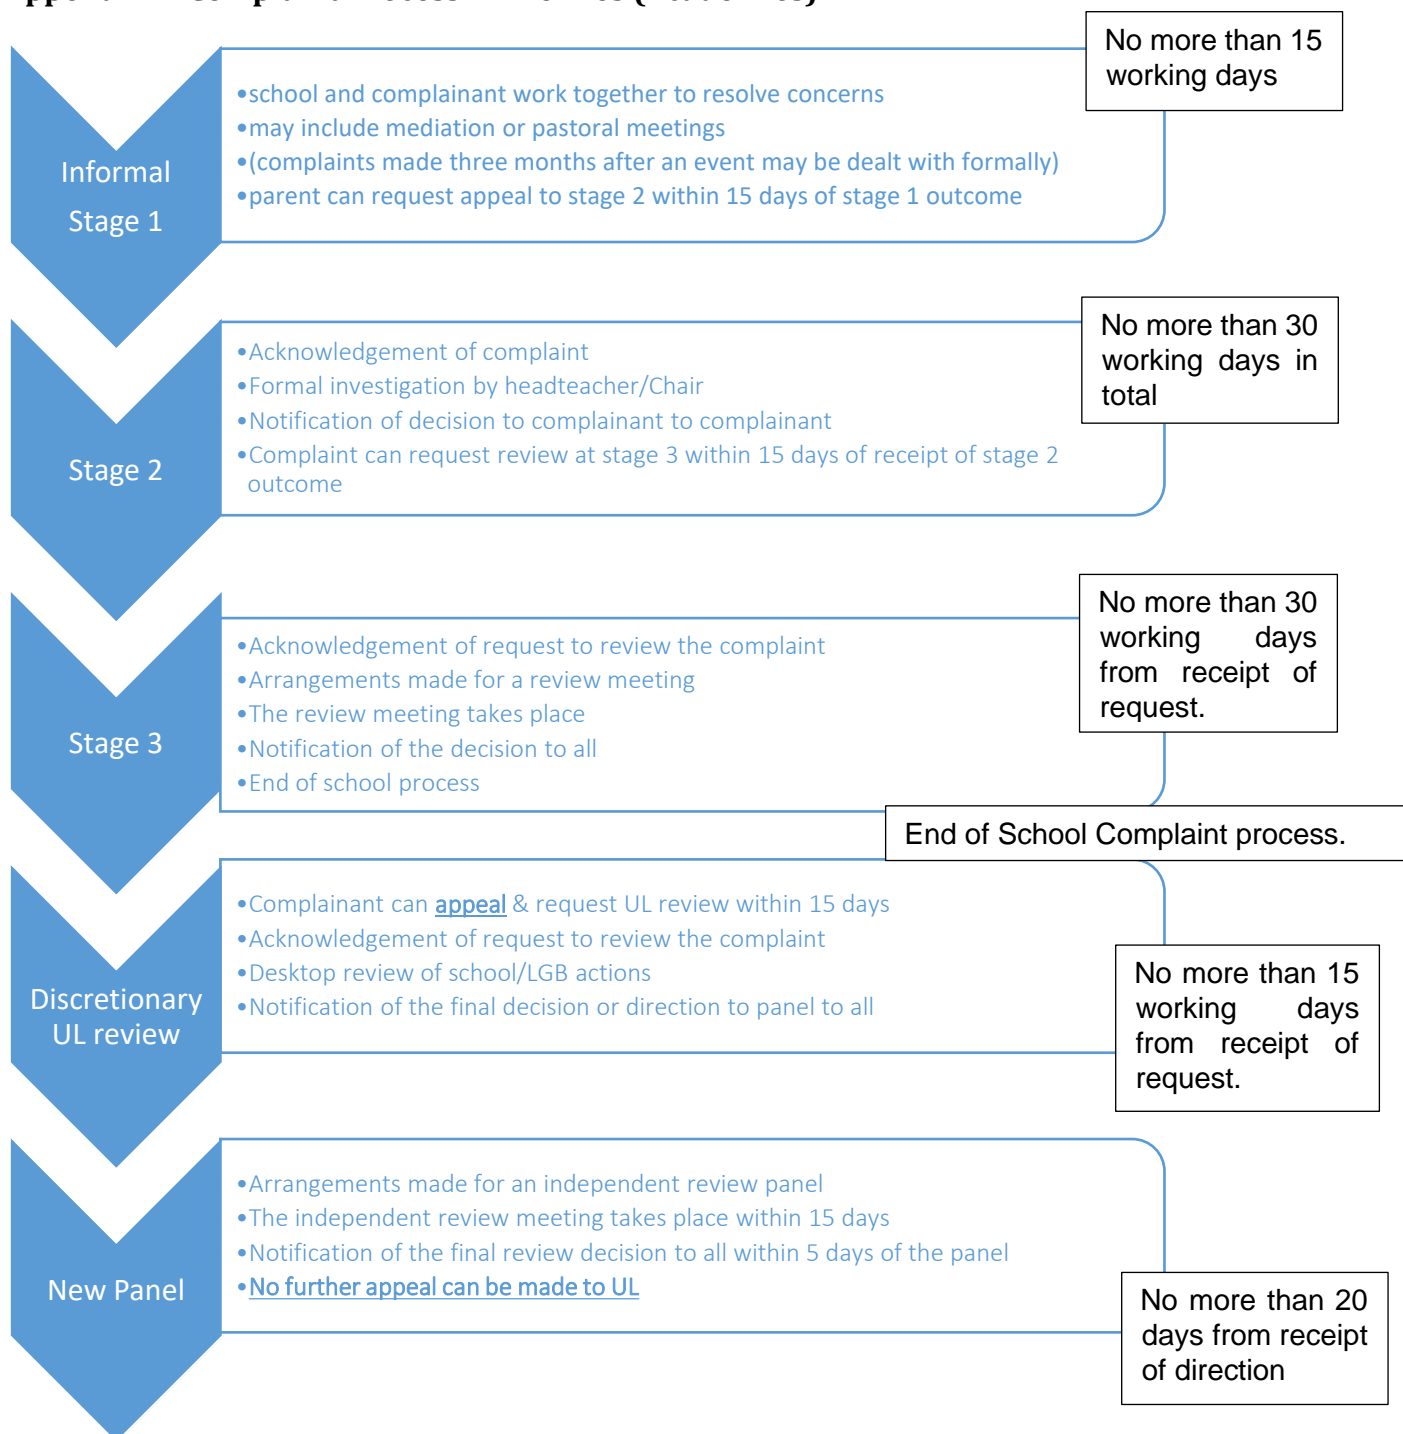 No more than 15
working days
•school and complainant work together to resolve concerns
•may include mediation or pastoral meetings
•(complaints made three months after an event may be dealt with formally)
•parent can request appeal to stage 2 within 15 days of stage 1 outcome
Informal
Stage 1
No more than 30
working days in
total
•Acknowledgement of complaint
•Formal investigation by headteacher/Chair
•Notification of decision to complainant to complainant
•Complaint can request review at stage 3 within 15 days of receipt of stage 2
outcome
Stage 2
No more than 30
working days
from receipt of
request.
•Acknowledgement of request to review the complaint
•Arrangements made for a review meeting
•The review meeting takes place
•Notification of the decision to all
•End of school process
Stage 3
End of School Complaint process.
•Complainant can appeal & request UL review within 15 days
•Acknowledgement of request to review the complaint
•Desktop review of school/LGB actions
•Notification of the final decision or direction to panel to all
Discretionary
UL review
No more than 15
working days
from receipt of
request.
•Arrangements made for an independent review panel
•The independent review meeting takes place within 15 days
•Notification of the final review decision to all within 5 days of the panel
•No further appeal can be made to UL
New Panel
No more than 20
days from receipt
of direction